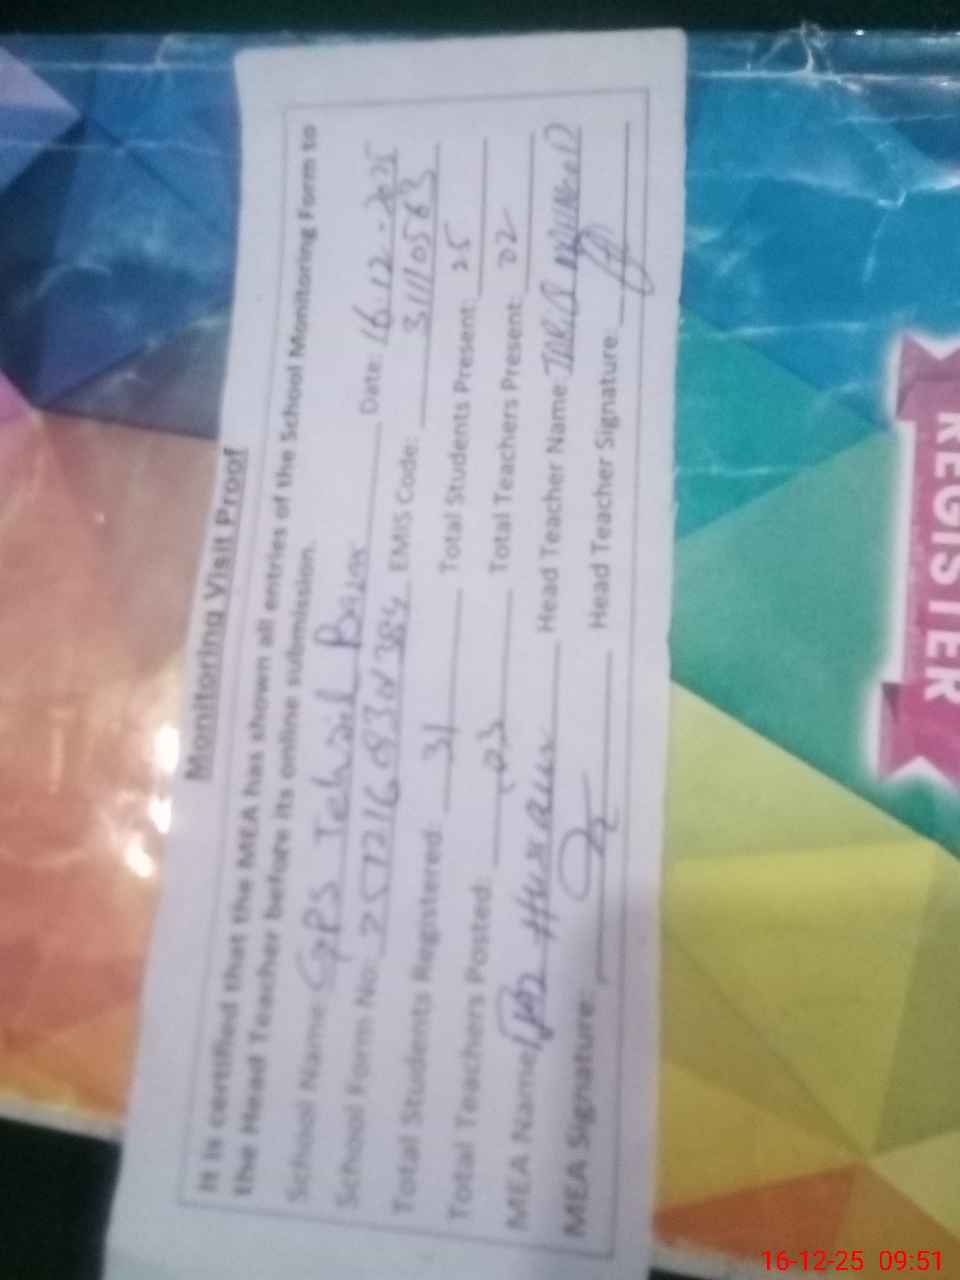 Monitoring Visit Proof
It is certified that the MEA has shown all entries of the School Monitoring Form to
the Head Teacher before its online submission.
School Name: GPS Tehsil Bazar Date: 16-12-2025
School Form No: EMIS Code: 31110563
Total Students Registered: 31 Total Students Present: 25
Total Teachers Posted: 03 Total Teachers Present: 02
MEA Name: Hussain Head Teacher Name: TARIQ
MEA Signature: Head Teacher Signature:
REGISTER
16-12-25 09:51